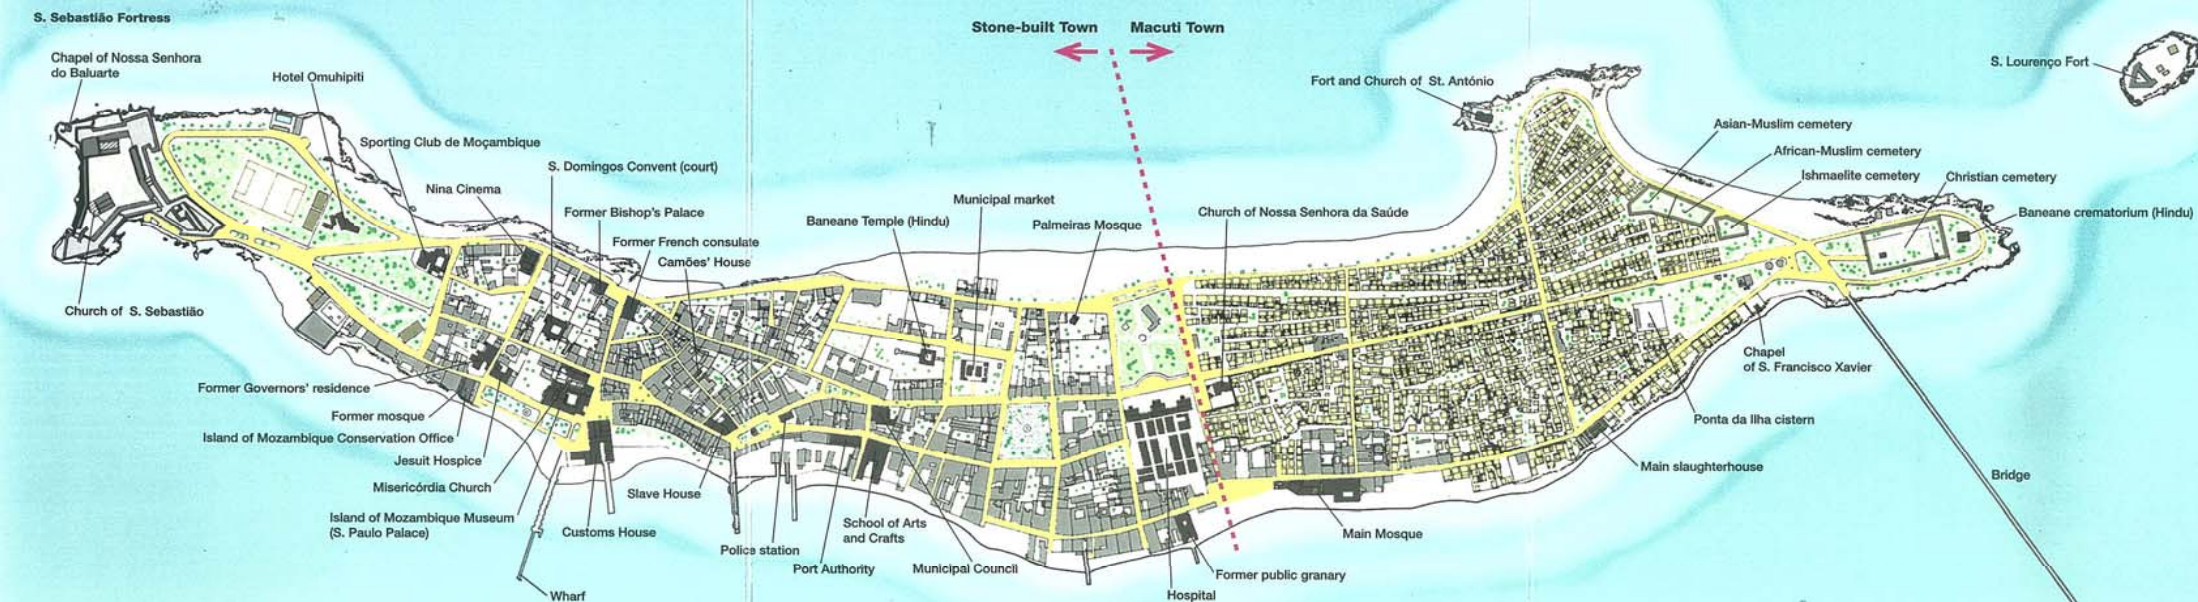 S. Sebastião Fortress
Stone-built Town
Macuti Town
Chapel of Nossa Senhora
do Baluarte
Hotel Omuhipiti
Fort and Church of St. António
S. Lourenço Fort
Sporting Club de Moçambique
Asian-Muslim cemetery
African-Muslim cemetery
Ishmaelite cemetery
Christian cemetery
S. Domingos Convent (court)
Nina Cinema
Former Bishop's Palace
Municipal market
Baneane Temple (Hindu)
Palmeiras Mosque
Church of Nossa Senhora da Saúde
Baneane crematorium (Hindu)
Former French consulate
Camões' House
Church of S. Sebastião
Chapel
of S. Francisco Xavier
Former Governors' residence
Former mosque
Island of Mozambique Conservation Office
Jesuit Hospice
Misericórdia Church
Island of Mozambique Museum
(S. Paulo Palace)
Customs House
Slave House
Police station
Port Authority
School of Arts
and Crafts
Municipal Council
Wharf
Hospital
Former public granary
Main Mosque
Main slaughterhouse
Ponta da Ilha cistern
Bridge